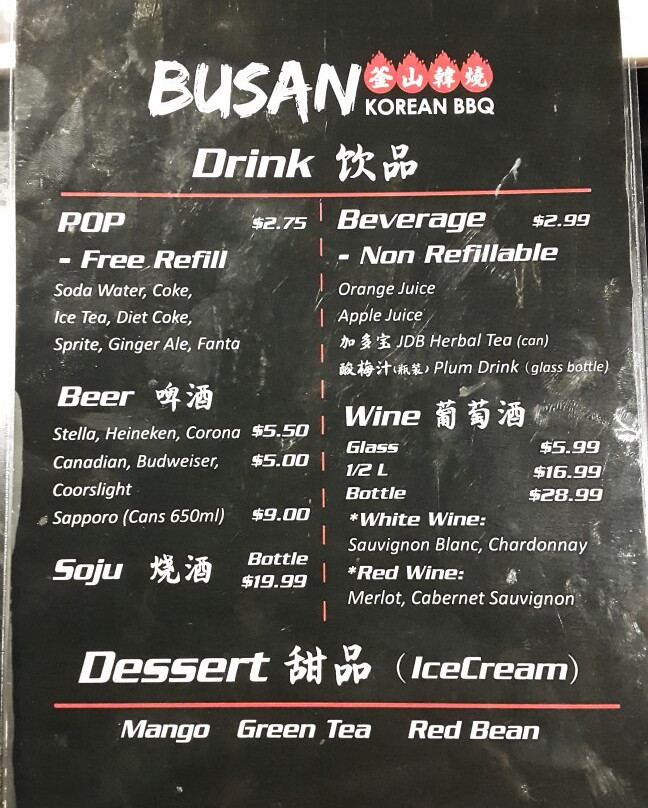 BUSAN 釜山韓燒
KOREAN BBQ
Drink 饮品
POP $2.75
- Free Refill
Soda Water, Coke,
Ice Tea, Diet Coke,
Sprite, Ginger Ale, Fanta
Beer 啤酒
Stella, Heineken, Corona $5.50
Canadian, Budweiser, $5.00
Coorslight
Sapporo (Cans 650ml) $9.00
Soju 烧酒 Bottle
$19.99
Beverage $2.99
- Non Refillable
Orange Juice
Apple Juice
加多宝 JDB Herbal Tea (can)
酸梅汁(瓶装) Plum Drink (glass bottle)
Wine 葡萄酒
Glass $5.99
1/2 L $16.99
Bottle $28.99
*White Wine:
Sauvignon Blanc, Chardonnay
*Red Wine:
Merlot, Cabernet Sauvignon
Dessert 甜品 (IceCream)
Mango Green Tea Red Bean